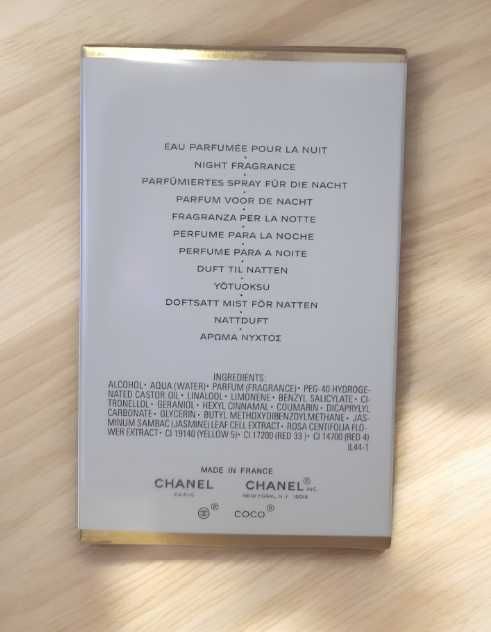 EAU PARFUMÉE POUR LA NUIT
NIGHT FRAGRANCE
PARFÜMIERTES SPRAY FÜR DIE NACHT
PARFUM VOOR DE NACHT
FRAGRANZA PER LA NOTTE
PERFUME PARA LA NOCHE
PERFUME PARA A NOITE
DUFT TIL NATTEN
YÖTUOKSU
DOFTSATT MIST FÖR NATTEN
NATTDUFT
ΑΡΩΜΑ ΝΥΧΤΟΣ
INGREDIENTS:
ALCOHOL • AQUA (WATER) • PARFUM (FRAGRANCE) • PEG-40 HYDROGE-
NATED CASTOR OIL • LINALOOL • LIMONENE • BENZYL SALICYLATE • CI-
TRONELLOL • GERANIOL • HEXYL CINNAMAL • COUMARIN • DICAPRYLYL
CARBONATE • GLYCERIN • BUTYL METHOXYDIBENZOYLMETHANE • JAS-
MINUM SAMBAC (JASMINE) LEAF CELL EXTRACT • ROSA CENTIFOLIA FLO-
WER EXTRACT • CI 19140 (YELLOW 5) • CI 17200 (RED 33 ) • CI 14700 (RED 4)
IL44-1
MADE IN FRANCE
CHANEL CHANEL® INC.
PARIS NEW YORK, N.Y. 10019
® COCO®